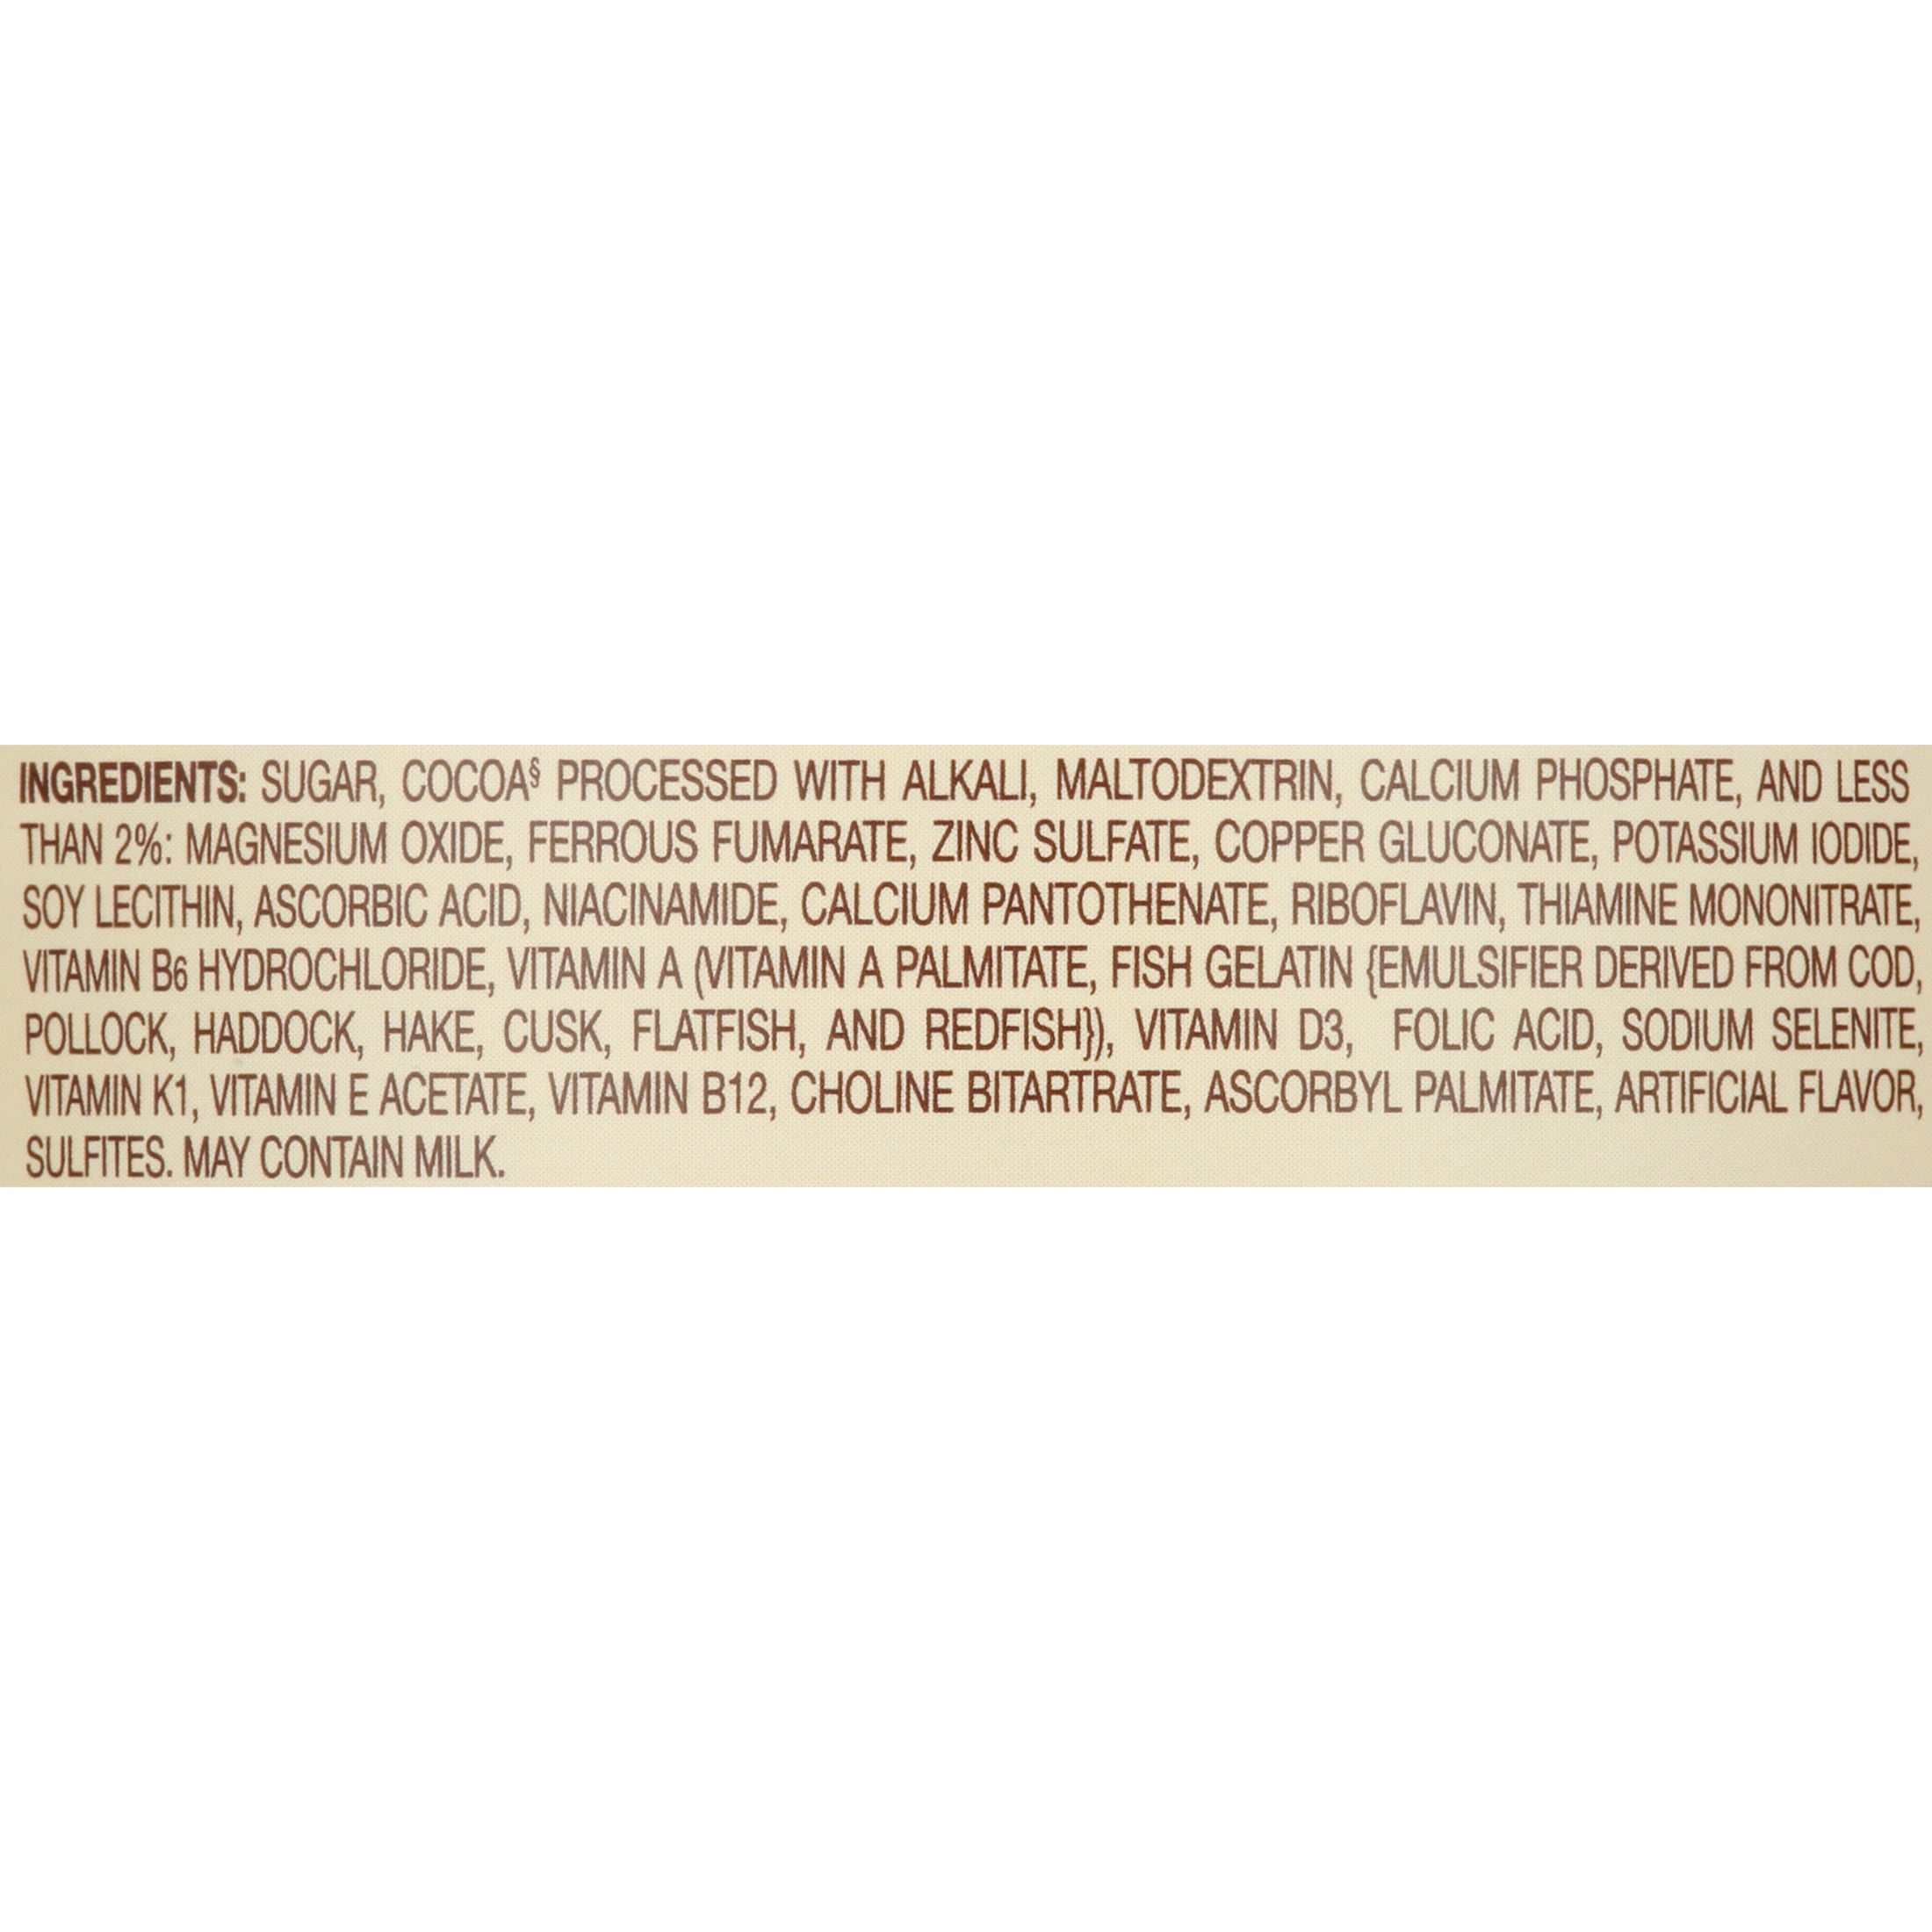 INGREDIENTS: SUGAR, COCOA§ PROCESSED WITH ALKALI, MALTODEXTRIN, CALCIUM PHOSPHATE, AND LESS
THAN 2%: MAGNESIUM OXIDE, FERROUS FUMARATE, ZINC SULFATE, COPPER GLUCONATE, POTASSIUM IODIDE,
SOY LECITHIN, ASCORBIC ACID, NIACINAMIDE, CALCIUM PANTOTHENATE, RIBOFLAVIN, THIAMINE MONONITRATE,
VITAMIN B6 HYDROCHLORIDE, VITAMIN A (VITAMIN A PALMITATE, FISH GELATIN {EMULSIFIER DERIVED FROM COD,
POLLOCK, HADDOCK, HAKE, CUSK, FLATFISH, AND REDFISH}), VITAMIN D3, FOLIC ACID, SODIUM SELENITE,
VITAMIN K1, VITAMIN E ACETATE, VITAMIN B12, CHOLINE BITARTRATE, ASCORBYL PALMITATE, ARTIFICIAL FLAVOR,
SULFITES. MAY CONTAIN MILK.